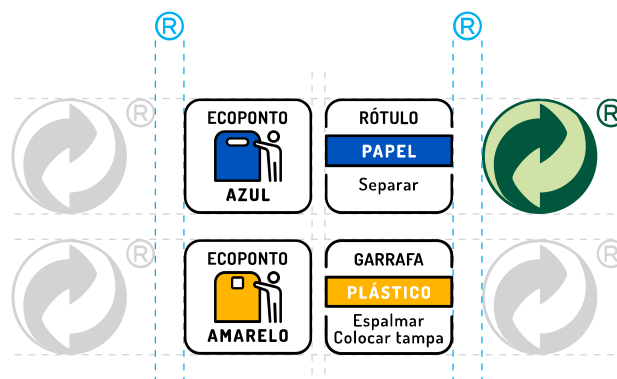 ® ®
®
ECOPONTO
AZUL
RÓTULO
PAPEL
Separar
®
®
ECOPONTO
AMARELO
GARRAFA
PLÁSTICO
Espalmar
Colocar tampa
®